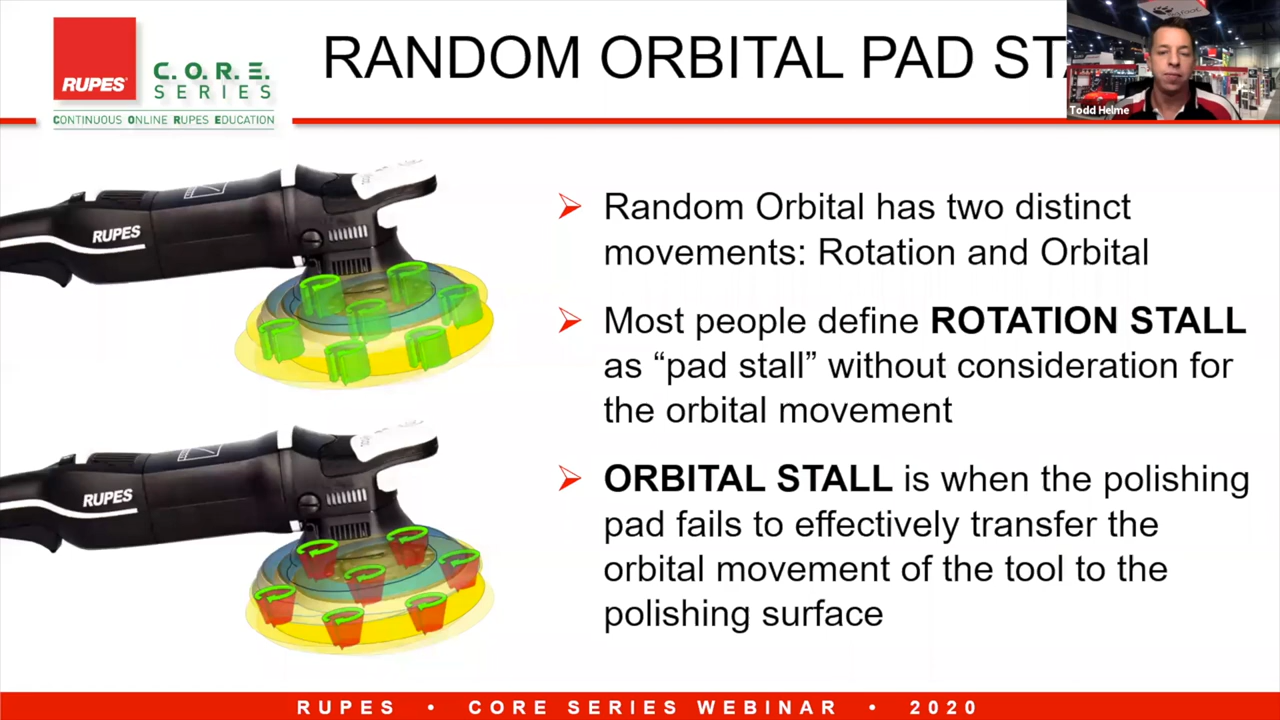 RUPES
C.O.R.E.
SERIES
CONTINUOUS ONLINE RUPES EDUCATION
RANDOM ORBITAL PAD
Todd Helme
RUPES
RUPES
Random Orbital has two distinct
movements: Rotation and Orbital
Most people define ROTATION STALL
as “pad stall” without consideration for
the orbital movement
ORBITAL STALL is when the polishing
pad fails to effectively transfer the
orbital movement of the tool to the
polishing surface
RUPES • CORE SERIES WEBINAR • 2020